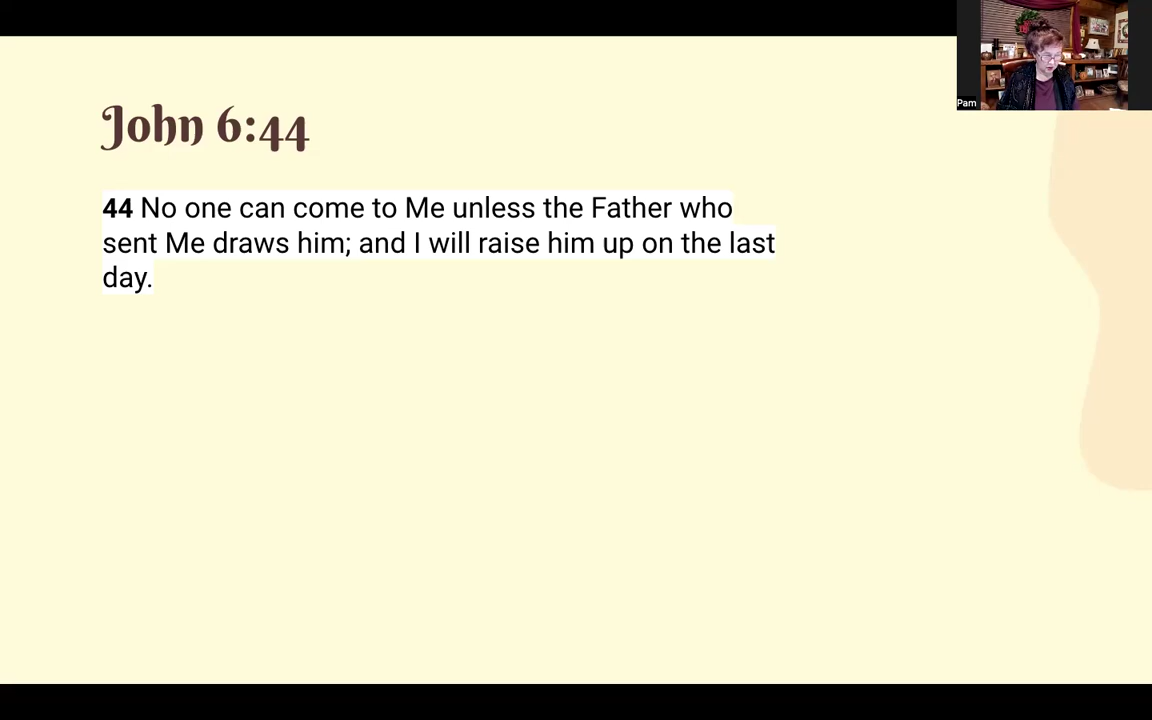 John 6:44
44 No one can come to Me unless the Father who
sent Me draws him; and I will raise him up on the last
day.
Pam